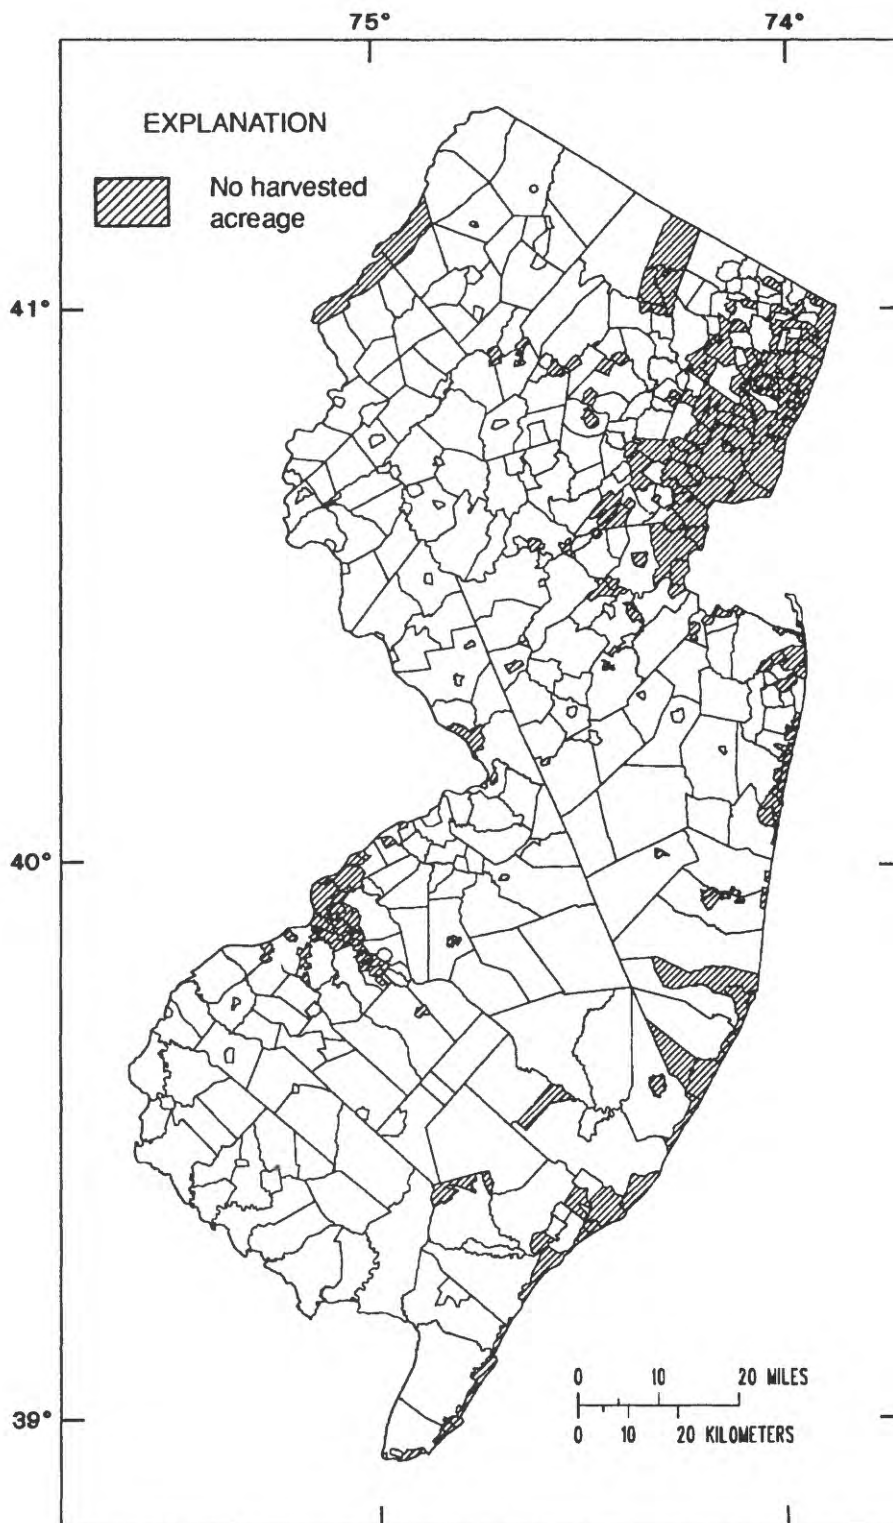 75°
74°
EXPLANATION
No harvested
acreage
41°
40°
39°
0 10 20 MILES
0 10 20 KILOMETERS